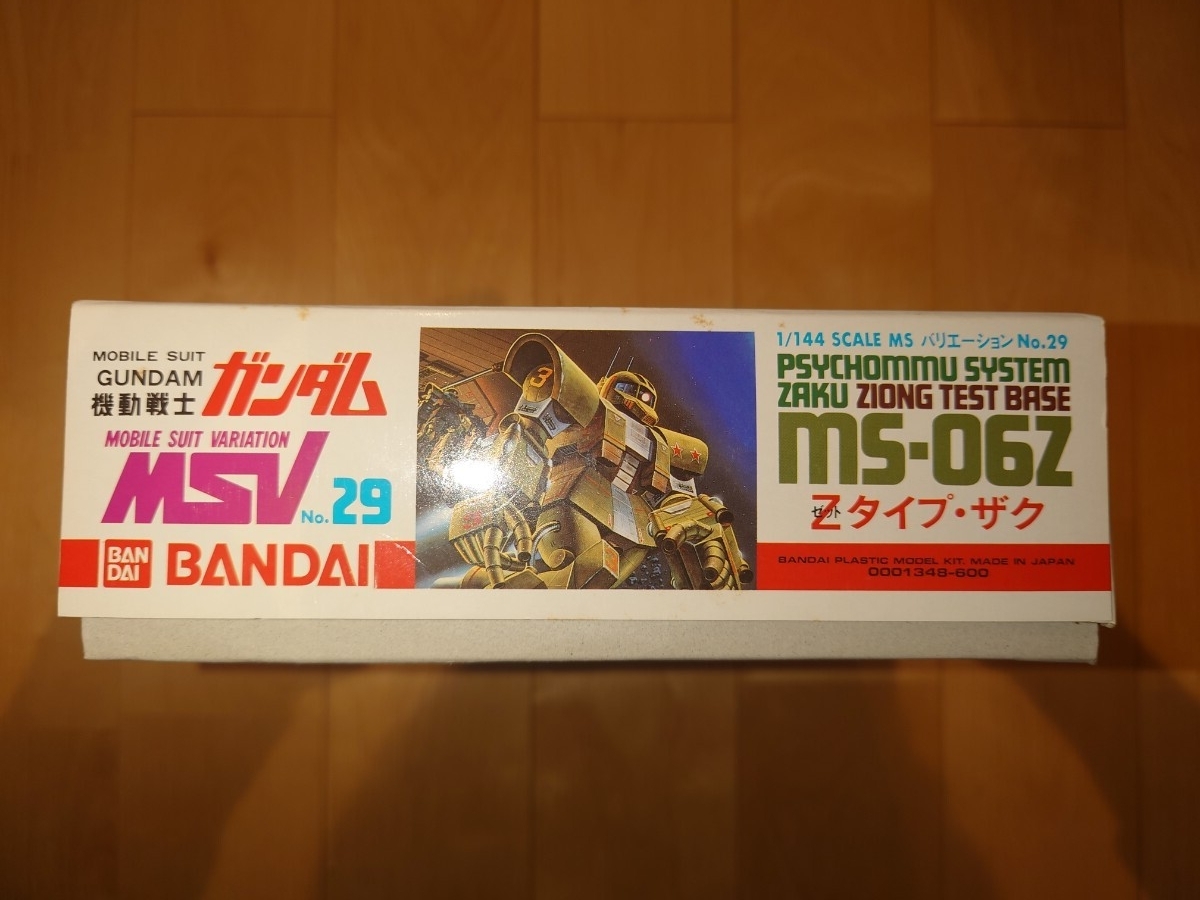 MOBILE SUIT
GUNDAM
機動戦士
ガンダム
MOBILE SUIT VARIATION
MSV No.29
BAN
DAI
BANDAI
3
1/144 SCALE MS バリエーション No.29
PSYCHOMMU SYSTEM
ZAKU ZIONG TEST BASE
MS-06Z
ゼット
Zタイプ・ザク
BANDAI PLASTIC MODEL KIT: MADE IN JAPAN
0001348-600